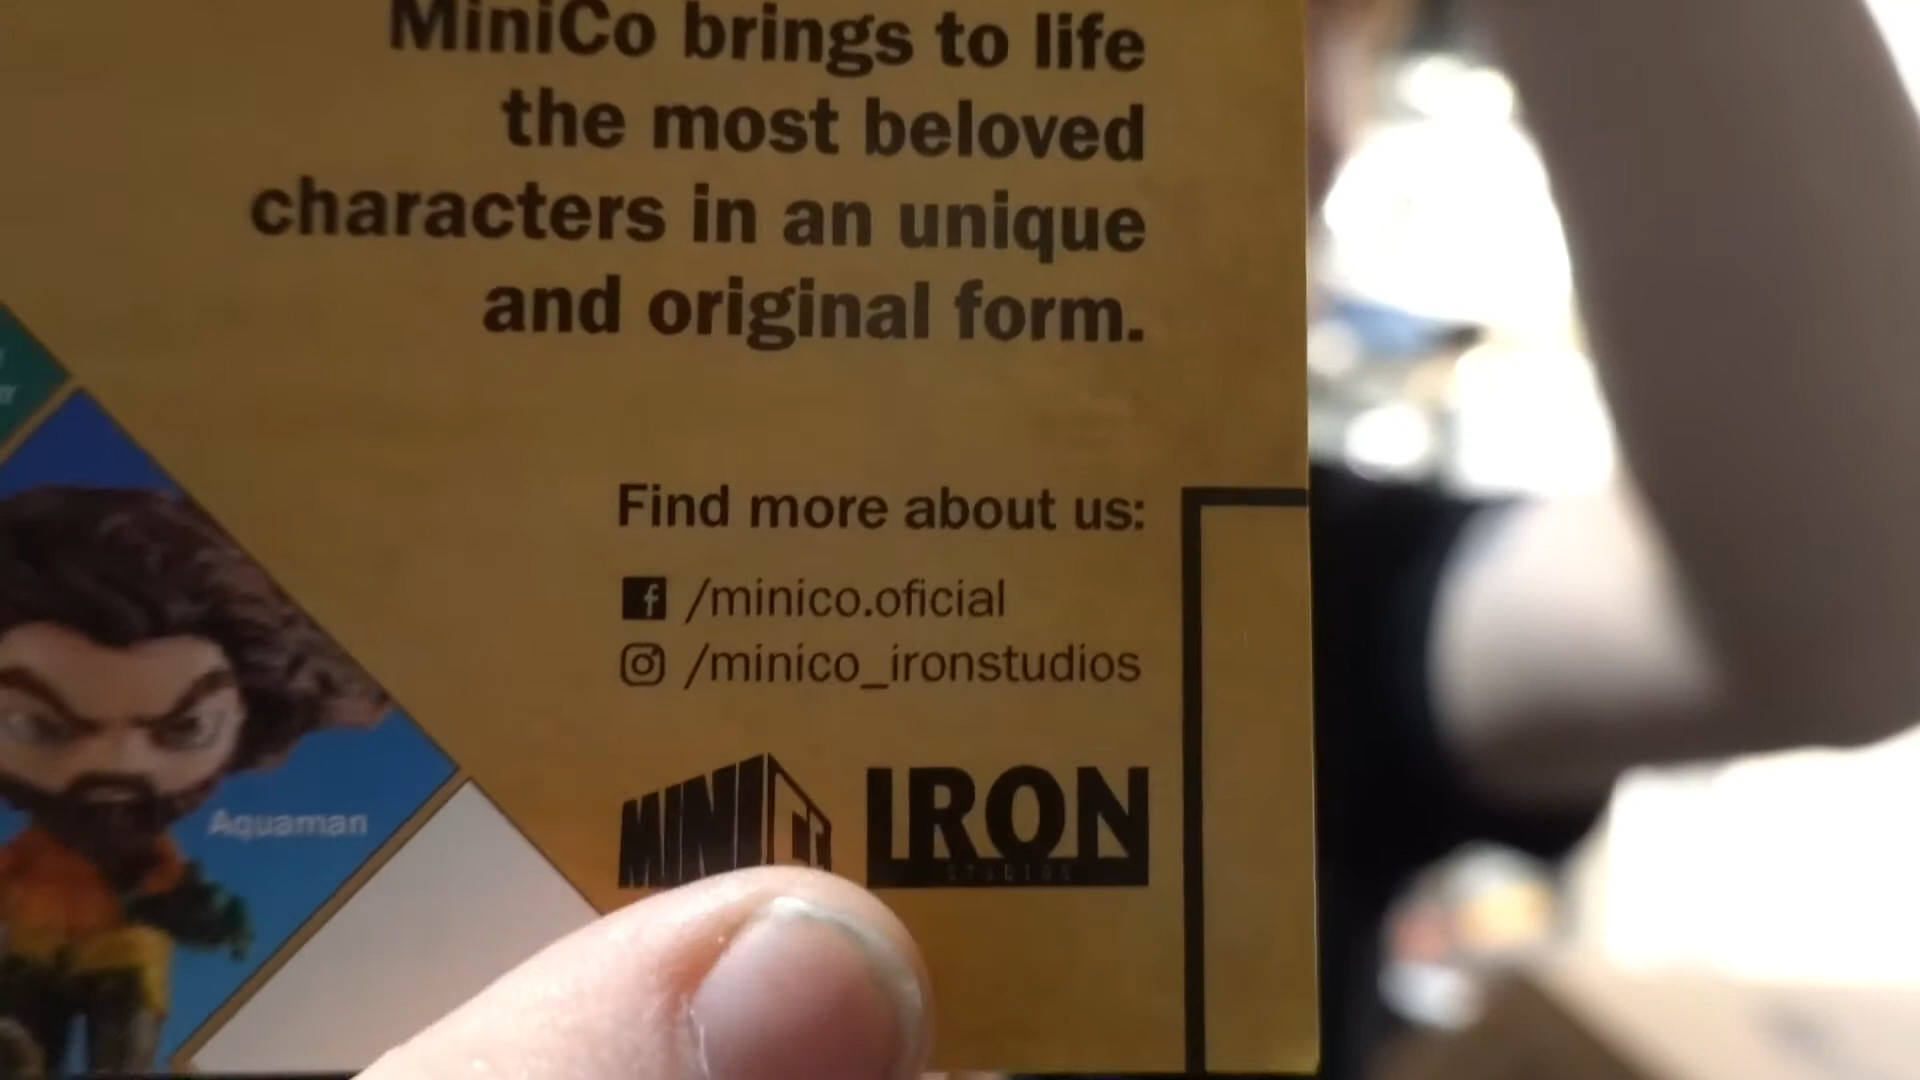 MiniCo brings to life
the most beloved
characters in an unique
and original form.
Find more about us:
/minico.oficial
/minico_ironstudios
Aquaman
MINICO
IRON
STUDIOS